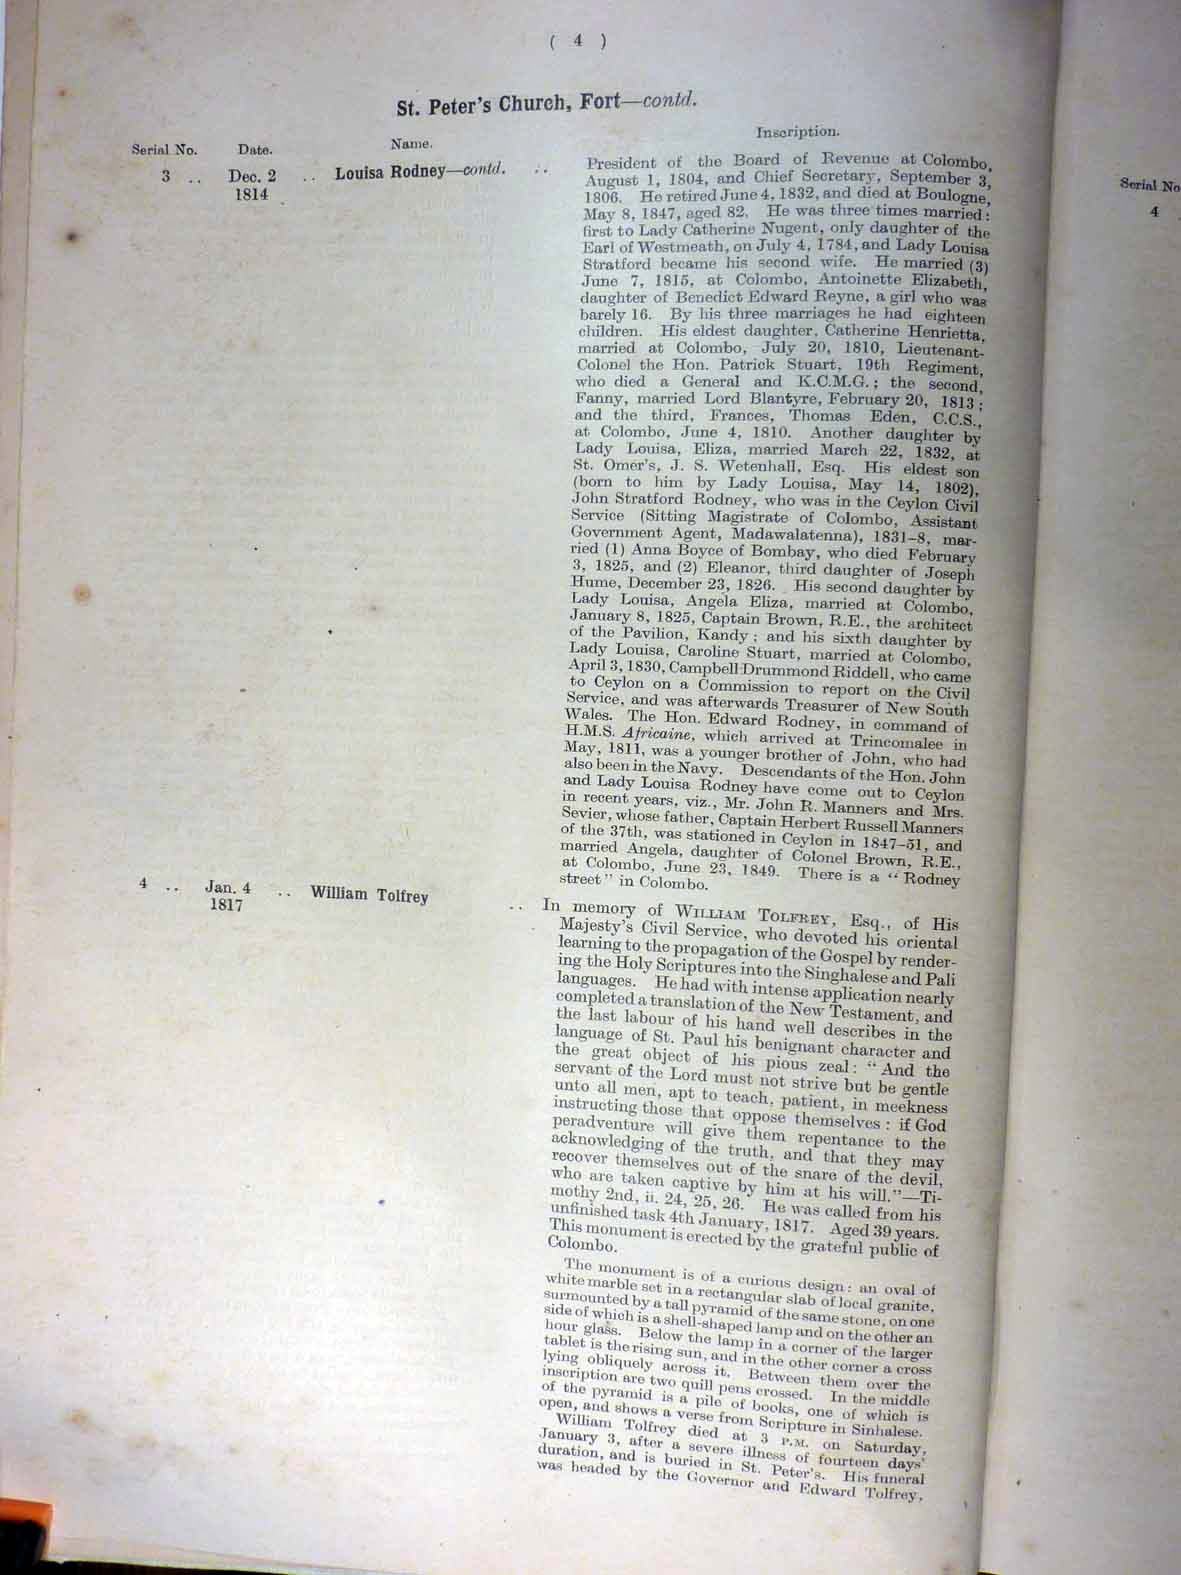 ( 4 )
St. Peter's Church, Fort—contd.
Serial No. Date. Name. Inscription.
3 .. Dec. 2 .. Louisa Rodney—contd. ..
1814
President of the Board of Revenue at Colombo,
August 1, 1804, and Chief Secretary, September 3,
1806. He retired June 4, 1832, and died at Boulogne,
May 8, 1847, aged 82. He was three times married:
first to Lady Catherine Nugent, only daughter of the
Earl of Westmeath, on July 4, 1784, and Lady Louisa
Stratford became his second wife. He married (3)
June 7, 1815, at Colombo, Antoinette Elizabeth,
daughter of Benedict Edward Reyne, a girl who was
barely 16. By his three marriages he had eighteen
children. His eldest daughter, Catherine Henrietta,
married at Colombo, July 20, 1810, Lieutenant-
Colonel the Hon. Patrick Stuart, 19th Regiment,
who died a General and K.C.M.G.; the second,
Fanny, married Lord Blantyre, February 20, 1813;
and the third, Frances, Thomas Eden, C.C.S.,
at Colombo, June 4, 1810. Another daughter by
Lady Louisa, Eliza, married March 22, 1832, at
St. Omer's, J. S. Wetenhall, Esq. His eldest son
(born to him by Lady Louisa, May 14, 1802),
John Stratford Rodney, who was in the Ceylon Civil
Service (Sitting Magistrate of Colombo, Assistant
Government Agent, Madawalatenna), 1831-8, mar-
ried (1) Anna Boyce of Bombay, who died February
3, 1825, and (2) Eleanor, third daughter of Joseph
Hume, December 23, 1826. His second daughter by
Lady Louisa, Angela Eliza, married at Colombo,
January 8, 1825, Captain Brown, R.E., the architect
of the Pavilion, Kandy; and his sixth daughter by
Lady Louisa, Caroline Stuart, married at Colombo,
April 3, 1830, Campbell Drummond Riddell, who came
to Ceylon on a Commission to report on the Civil
Service, and was afterwards Treasurer of New South
Wales. The Hon. Edward Rodney, in command of
H.M.S. Africaine, which arrived at Trincomalee in
May, 1811, was a younger brother of John, who had
also been in the Navy. Descendants of the Hon. John
and Lady Louisa Rodney have come out to Ceylon
in recent years, viz., Mr. John R. Manners and Mrs.
Sevier, whose father, Captain Herbert Russell Manners
of the 37th, was stationed in Ceylon in 1847-51, and
married Angela, daughter of Colonel Brown, R.E.,
at Colombo, June 23, 1849. There is a "Rodney
street" in Colombo.
4 .. Jan. 4 .. William Tolfrey ..
1817
In memory of WILLIAM TOLFREY, Esq., of His
Majesty's Civil Service, who devoted his oriental
learning to the propagation of the Gospel by render-
ing the Holy Scriptures into the Singhalese and Pali
languages. He had with intense application nearly
completed a translation of the New Testament, and
the last labour of his hand well describes in the
language of St. Paul his benignant character and
the great object of his pious zeal: "And the
servant of the Lord must not strive but be gentle
unto all men, apt to teach, patient, in meekness
instructing those that oppose themselves: if God
peradventure will give them repentance to the
acknowledging of the truth, and that they may
recover themselves out of the snare of the devil,
who are taken captive by him at his will."—Ti-
mothy 2nd, ii. 24, 25, 26. He was called from his
unfinished task 4th January, 1817. Aged 39 years.
This monument is erected by the grateful public of
Colombo.
The monument is of a curious design: an oval of
white marble set in a rectangular slab of local granite,
surmounted by a tall pyramid of the same stone, on one
side of which is a shell-shaped lamp and on the other an
hour glass. Below the lamp in a corner of the larger
tablet is the rising sun, and in the other corner a cross
lying obliquely across it. Between them over the
inscription are two quill pens crossed. In the middle
of the pyramid is a pile of books, one of which is
open, and shows a verse from Scripture in Sinhalese.
William Tolfrey died at 3 P.M. on Saturday,
January 3, after a severe illness of fourteen days'
duration, and is buried in St. Peter's. His funeral
was headed by the Governor and Edward Tolfrey,
Serial No
4